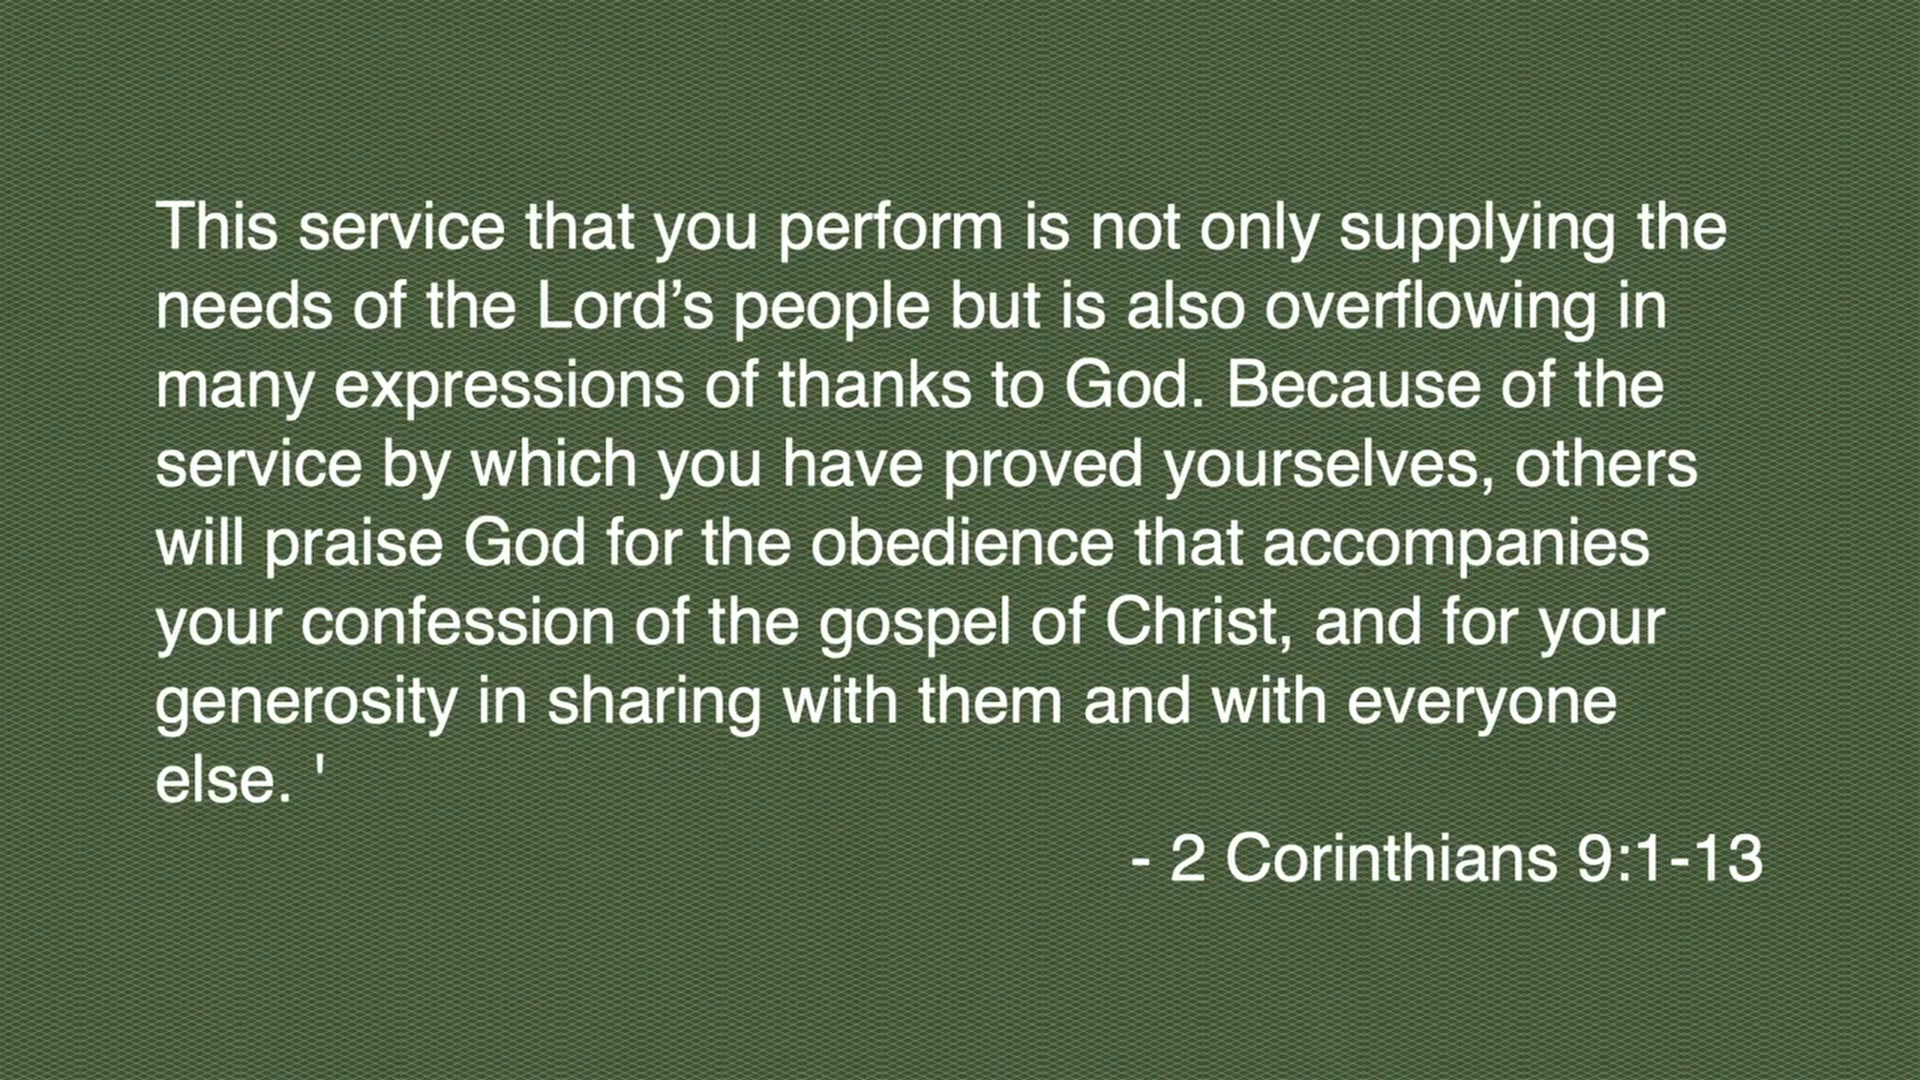 This service that you perform is not only supplying the
needs of the Lord’s people but is also overflowing in
many expressions of thanks to God. Because of the
service by which you have proved yourselves, others
will praise God for the obedience that accompanies
your confession of the gospel of Christ, and for your
generosity in sharing with them and with everyone
else. '
- 2 Corinthians 9:1-13